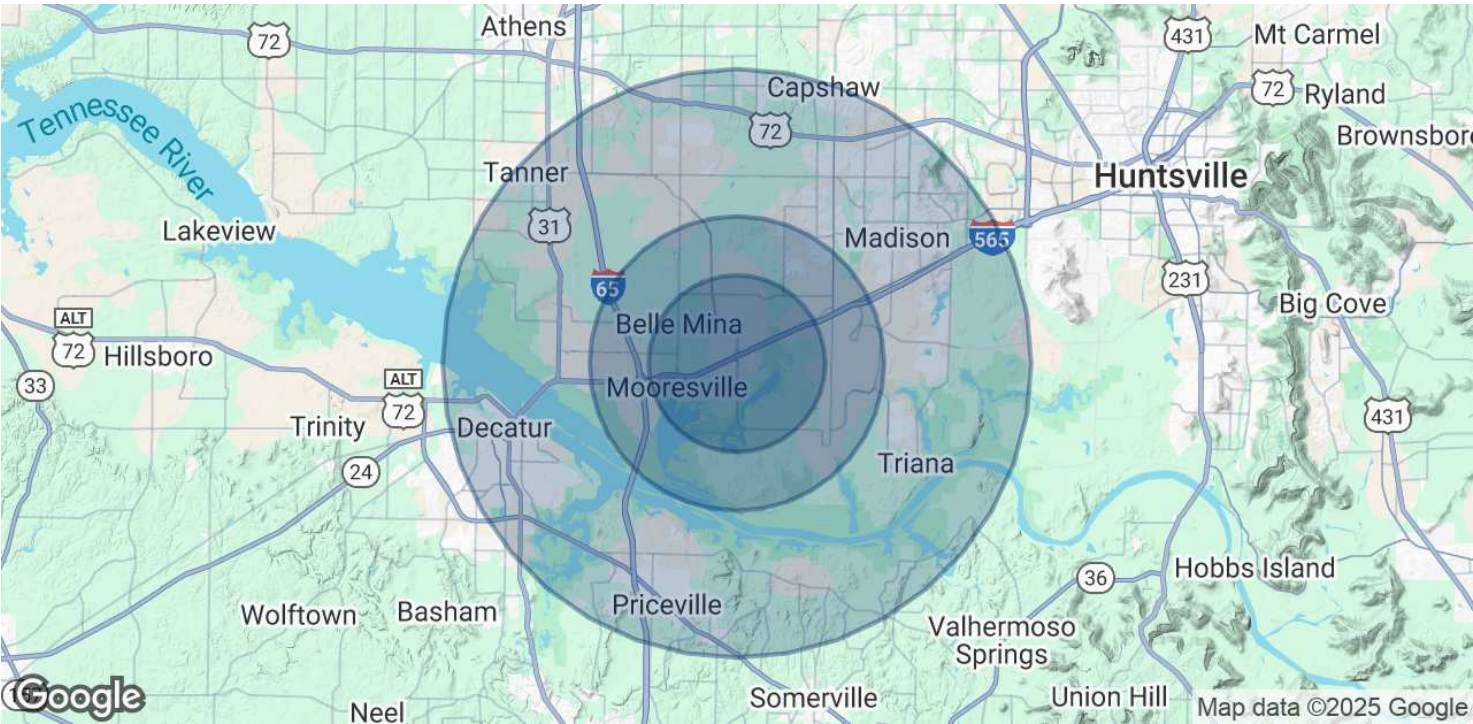 Athens
72
431
Mt Carmel
Capshaw
72
Ryland
Tennessee River
72
Brownsboro
Tanner
Huntsville
31
Lakeview
Madison
565
65
231
Big Cove
ALT
72
Hillsboro
Belle Mina
33
ALT
72
Mooresville
431
Trinity
Decatur
24
Triana
36
Hobbs Island
Wolftown
Basham
Priceville
Valhermoso
Springs
Google
Neel
Somerville
Union Hill
Map data ©2025 Google